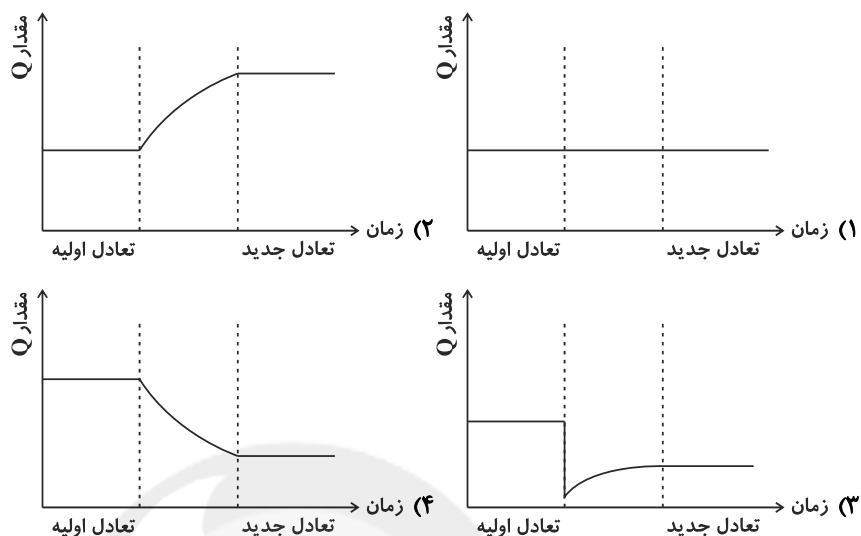 مقدار Q
۱) زمان
تعادل اولیه
تعادل جدید
مقدار Q
۲) زمان
تعادل اولیه
تعادل جدید
مقدار Q
۳) زمان
تعادل اولیه
تعادل جدید
مقدار Q
۴) زمان
تعادل اولیه
تعادل جدید